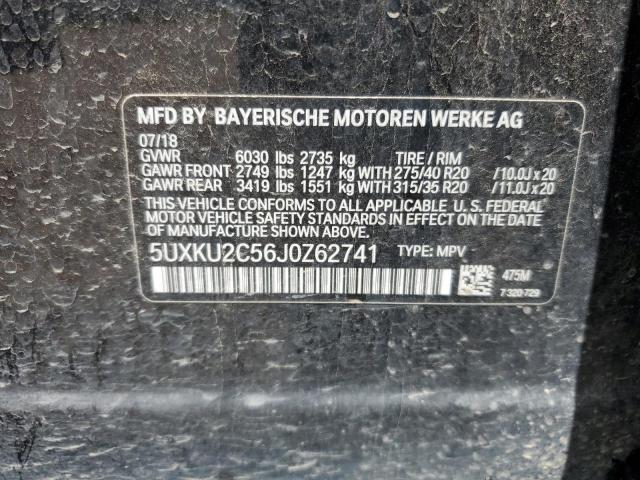 MFD BY BAYERISCHE MOTOREN WERKE AG
07/18
GVWR 6030 lbs 2735 kg TIRE / RIM
GAWR FRONT 2749 lbs 1247 kg WITH 275/40 R20 /10.0J x 20
GAWR REAR 3419 lbs 1551 kg WITH 315/35 R20 /11.0J x 20
THIS VEHICLE CONFORMS TO ALL APPLICABLE U.S. FEDERAL
MOTOR VEHICLE SAFETY STANDARDS IN EFFECT ON THE DATE
OF MANUFACTURE SHOWN ABOVE.
5UXKU2C56J0Z62741 TYPE: MPV
475M
7 320 729